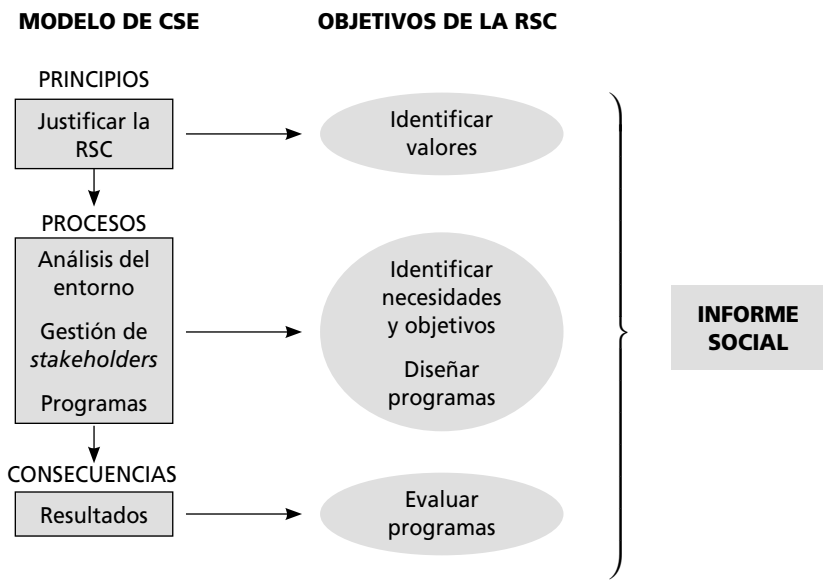 MODELO DE CSE
OBJETIVOS DE LA RSC
PRINCIPIOS
Justificar la
RSC
Identificar
valores
PROCESOS
Análisis del
entorno
Gestión de
stakeholders
Programas
Identificar
necesidades
y objetivos
Diseñar
programas
INFORME
SOCIAL
CONSECUENCIAS
Resultados
Evaluar
programas